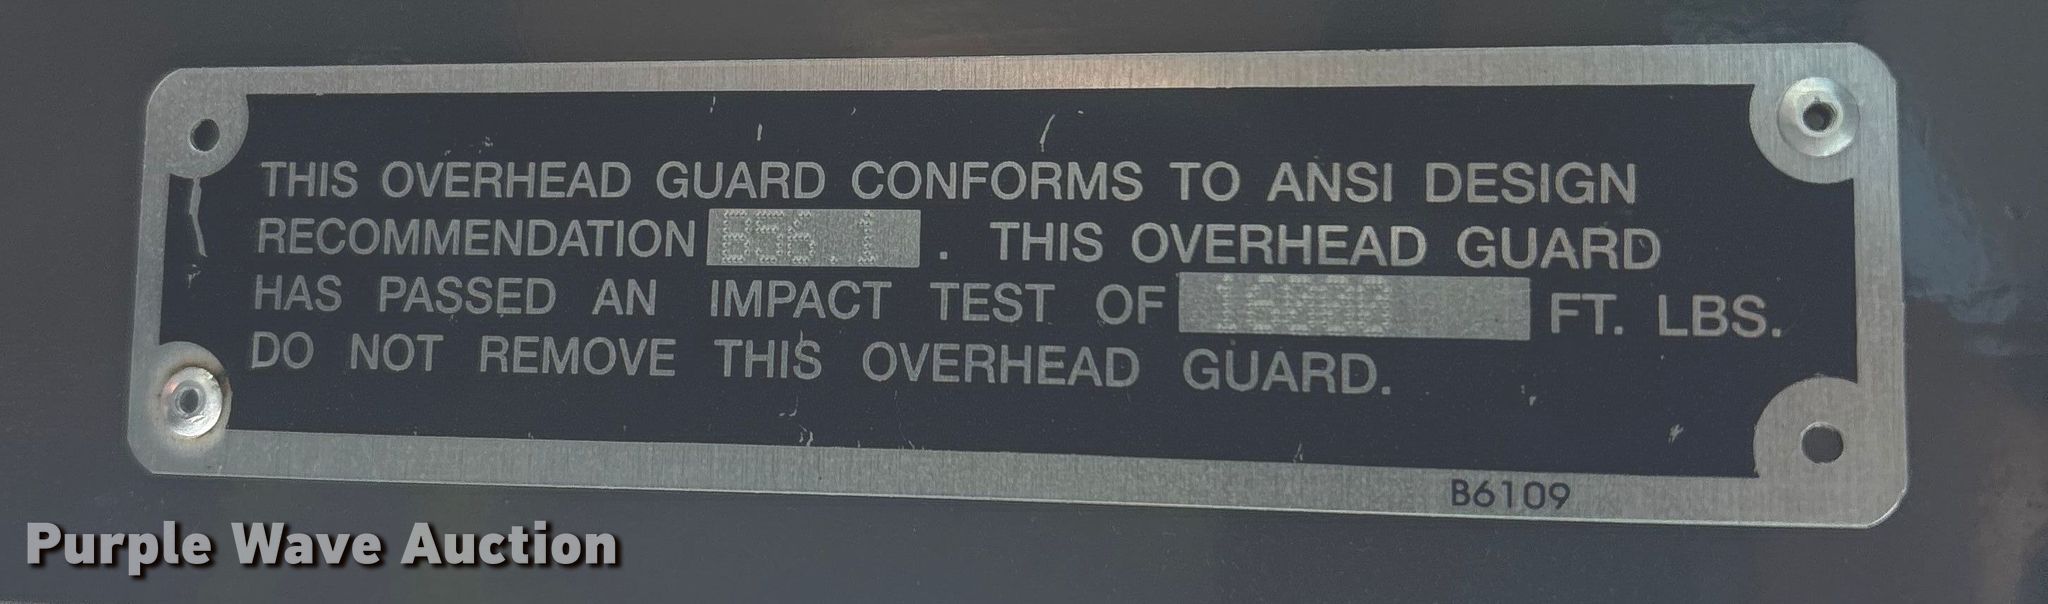 THIS OVERHEAD GUARD CONFORMS TO ANSI DESIGN
RECOMMENDATION B56.1 . THIS OVERHEAD GUARD
HAS PASSED AN IMPACT TEST OF FT. LBS.
DO NOT REMOVE THIS OVERHEAD GUARD.
B6109
Purple Wave Auction